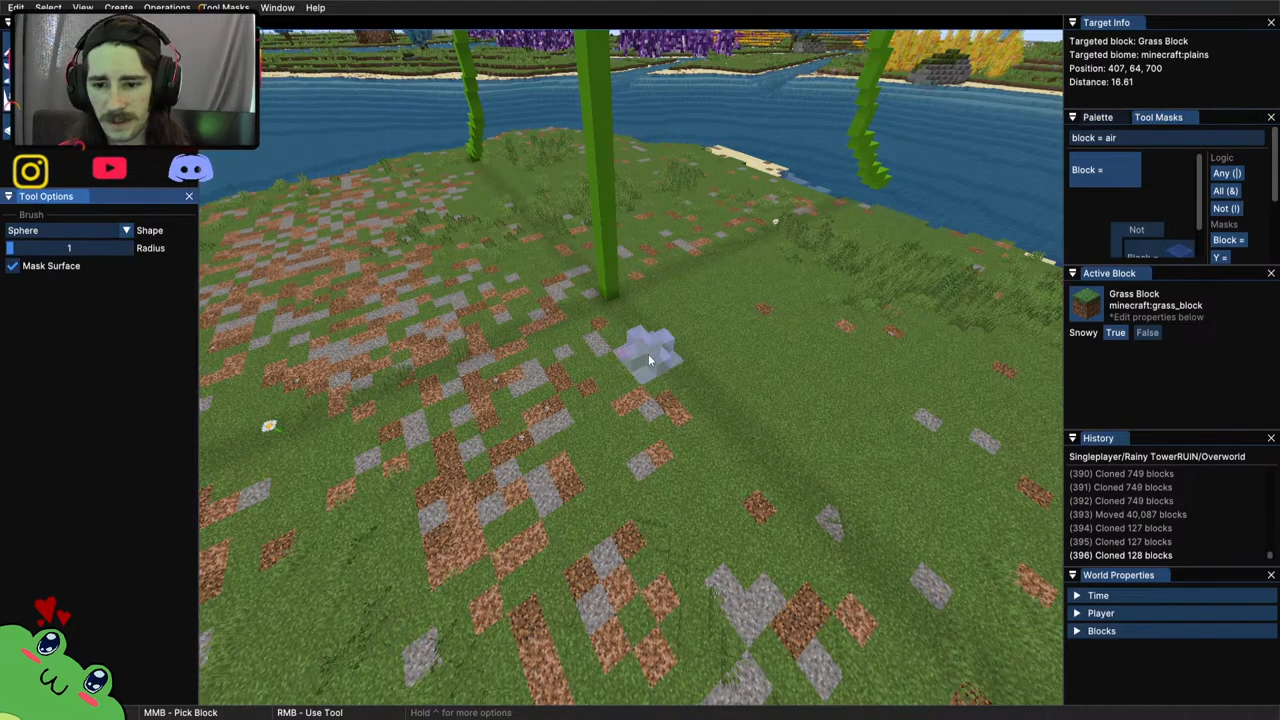 Edit Select View Create Operations Tool Masks Window Help
Tool Options
Brush
Sphere Shape
1 Radius
Mask Surface
Target Info
Targeted block: Grass Block
Targeted biome: minecraft:plains
Position: 407, 64, 700
Distance: 16.61
Palette Tool Masks
block = air
Block =
Not
Block =
Logic
Any (|)
All (&)
Not (!)
Masks
Block =
Y =
Active Block
Grass Block
minecraft:grass_block
*Edit properties below
Snowy True False
History
Singleplayer/Rainy TowerRUIN/Overworld
(390) Cloned 749 blocks
(391) Cloned 749 blocks
(392) Cloned 749 blocks
(393) Moved 40,087 blocks
(394) Cloned 127 blocks
(395) Cloned 127 blocks
(396) Cloned 128 blocks
World Properties
Time
Player
Blocks
MMB - Pick Block RMB - Use Tool Hold ^ for more options